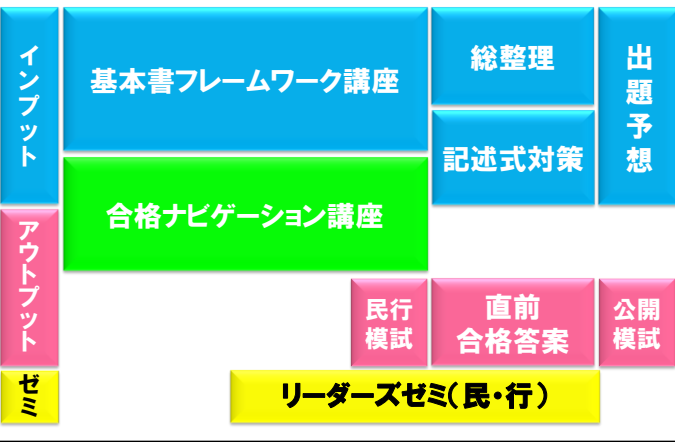 インプット
基本書フレームワーク講座
総整理
出題予想
記述式対策
合格ナビゲーション講座
アウトプット
民行
模試
直前
合格答案
公開
模試
ゼミ
リーダーズゼミ(民・行)